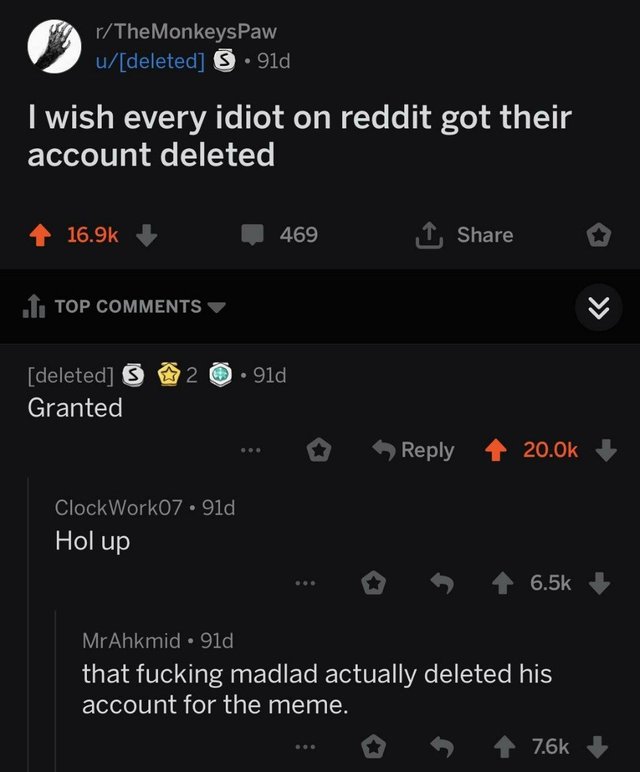 r/TheMonkeysPaw
u/[deleted] S • 91d
I wish every idiot on reddit got their
account deleted
16.9k 469 Share
TOP COMMENTS
[deleted] S 2 • 91d
Granted
... Reply 20.0k
ClockWork07 • 91d
Hol up
... 6.5k
MrAhkmid • 91d
that fucking madlad actually deleted his
account for the meme.
... 7.6k